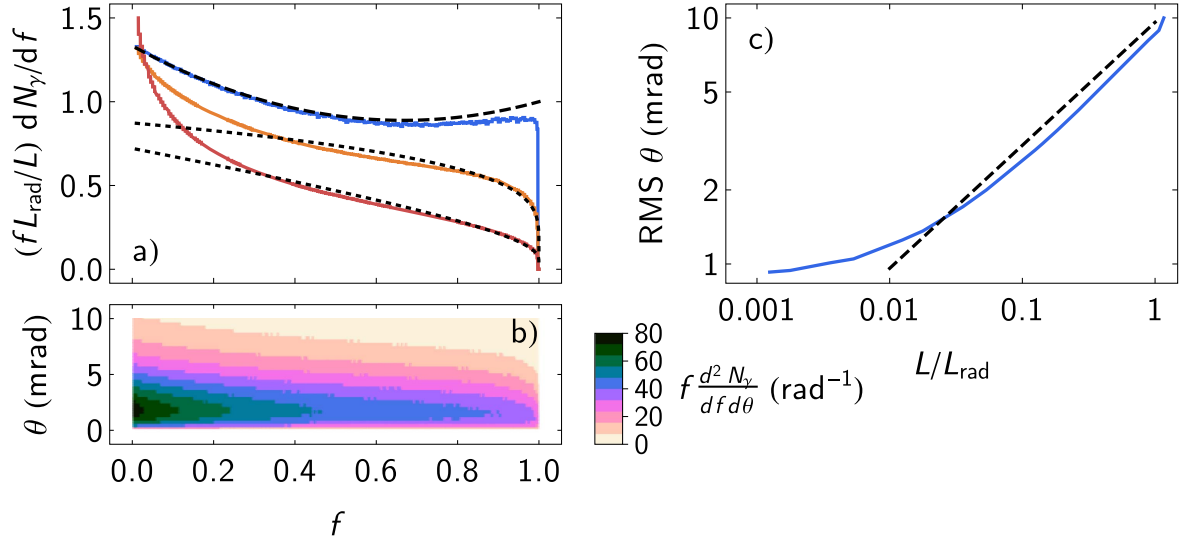 (f L_rad/L) dN_γ/df
1.5
1.0
0.5
0.0
a)
θ (mrad)
10
5
0
b)
0.0 0.2 0.4 0.6 0.8 1.0
f
80
60
40
20
0
f d² N_γ / df dθ (rad⁻¹)
c)
RMS θ (mrad)
10
5
2
1
0.001 0.01 0.1 1
L/L_rad